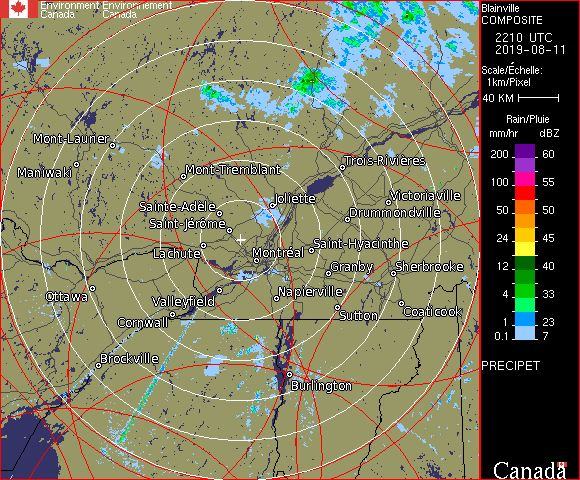 Environment Environnement
Canada Canada
Blainville
COMPOSITE
2210 UTC
2019-08-11
Scale/Échelle:
1km/Pixel
40 KM
Rain/Pluie
mm/hr dBZ
200 60
150 57
100 55
50 50
24 45
12 40
4 33
1 23
0.1 7
PRECIPET
Canada
Mont-Laurier
Maniwaki
Mont-Tremblant
Trois-Rivières
Sainte-Adèle
Joliette
Victoriaville
Saint-Jérôme
Drummondville
Lachute
Montréal
Saint-Hyacinthe
Granby
Sherbrooke
Ottawa
Valleyfield
Napierville
Cornwall
Sutton
Coaticook
Brockville
Burlington